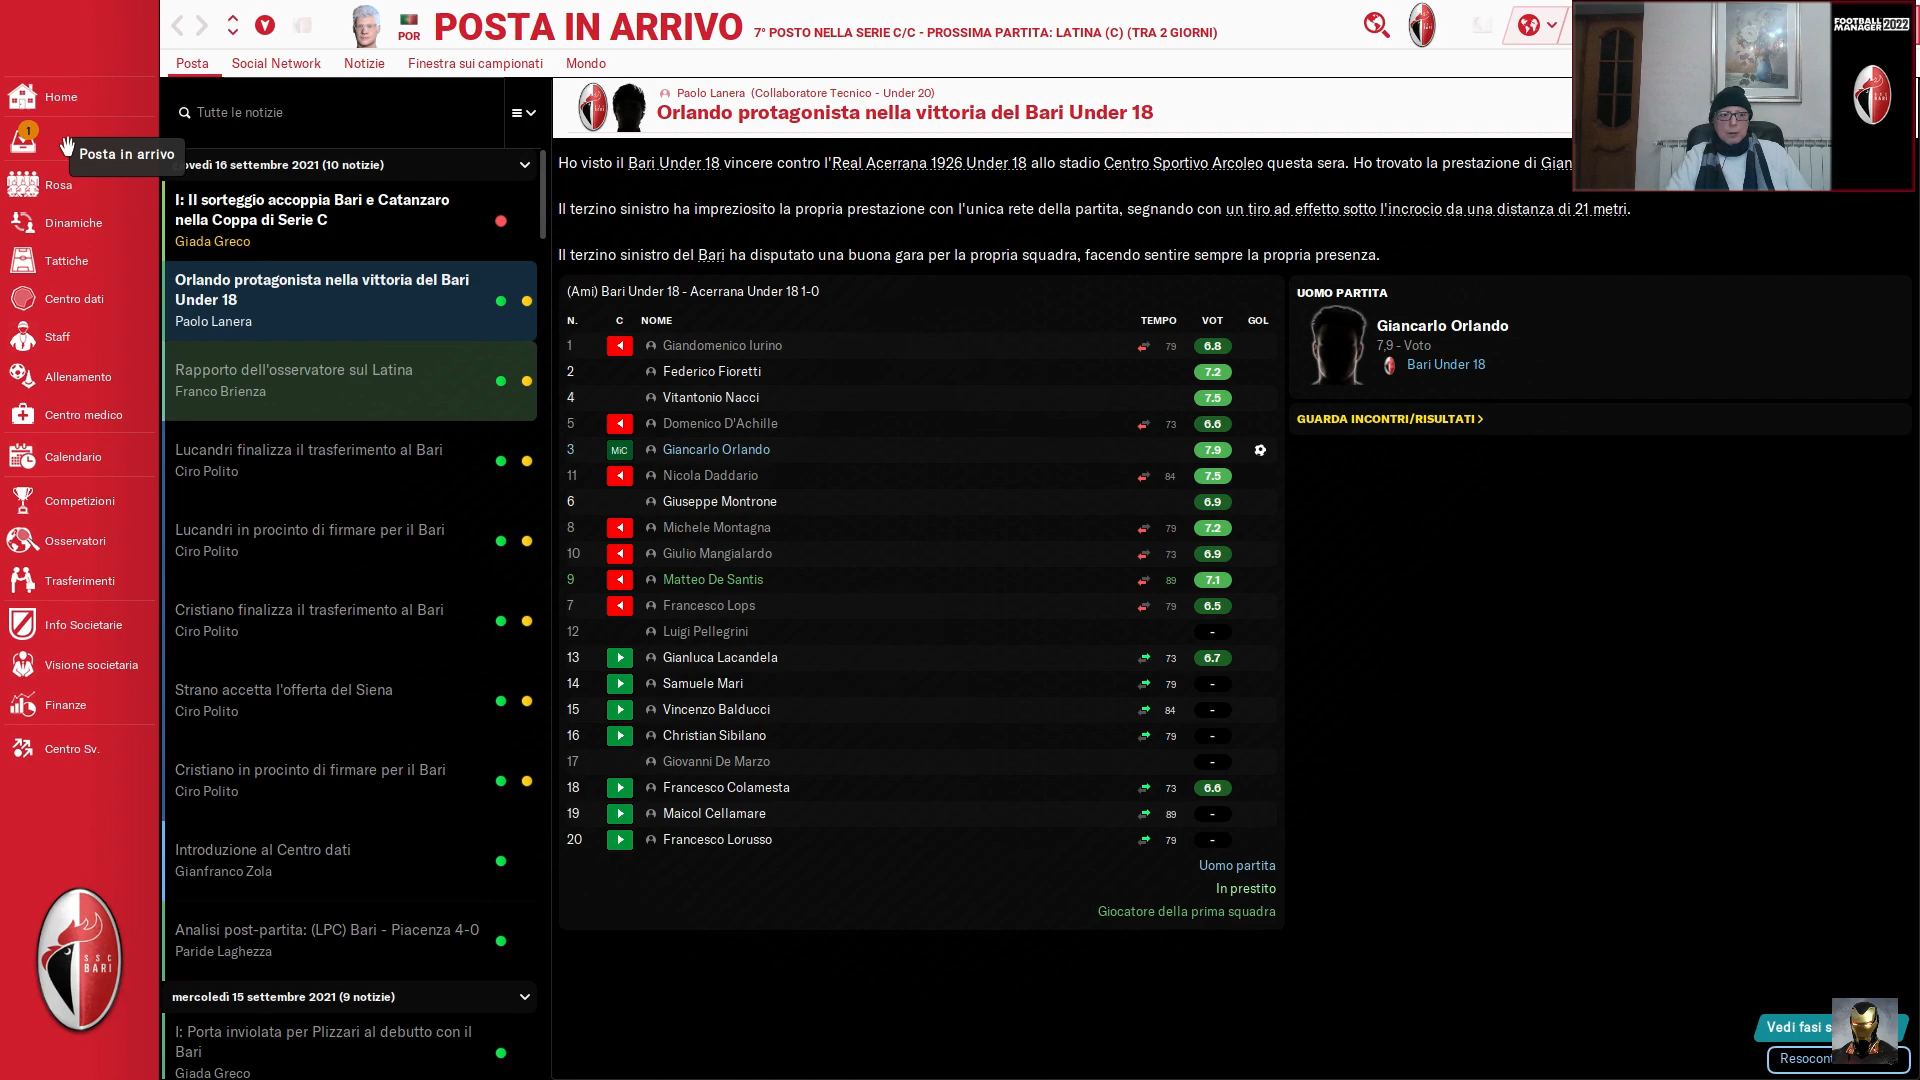 POR
POSTA IN ARRIVO
7° POSTO NELLA SERIE C/C - PROSSIMA PARTITA: LATINA (C) (TRA 2 GIORNI)
FOOTBALL
MANAGER 2022
Posta
Social Network
Notizie
Finestra sui campionati
Mondo
Home
1
Posta in arrivo
Rosa
Dinamiche
Tattiche
Centro dati
Staff
Allenamento
Centro medico
Calendario
Competizioni
Osservatori
Trasferimenti
Info Societarie
Visione societaria
Finanze
Centro Sv.
SSC
BARI
Tutte le notizie
ovedì 16 settembre 2021 (10 notizie)
I: Il sorteggio accoppia Bari e Catanzaro
nella Coppa di Serie C
Giada Greco
Orlando protagonista nella vittoria del Bari
Under 18
Paolo Lanera
Rapporto dell'osservatore sul Latina
Franco Brienza
Lucandri finalizza il trasferimento al Bari
Ciro Polito
Lucandri in procinto di firmare per il Bari
Ciro Polito
Cristiano finalizza il trasferimento al Bari
Ciro Polito
Strano accetta l'offerta del Siena
Ciro Polito
Cristiano in procinto di firmare per il Bari
Ciro Polito
Introduzione al Centro dati
Gianfranco Zola
Analisi post-partita: (LPC) Bari - Piacenza 4-0
Paride Laghezza
mercoledì 15 settembre 2021 (9 notizie)
I: Porta inviolata per Plizzari al debutto con il
Bari
Giada Greco
Paolo Lanera (Collaboratore Tecnico - Under 20)
Orlando protagonista nella vittoria del Bari Under 18
Ho visto il Bari Under 18 vincere contro l'Real Acerrana 1926 Under 18 allo stadio Centro Sportivo Arcoleo questa sera. Ho trovato la prestazione di Gian
Il terzino sinistro ha impreziosito la propria prestazione con l'unica rete della partita, segnando con un tiro ad effetto sotto l'incrocio da una distanza di 21 metri.
Il terzino sinistro del Bari ha disputato una buona gara per la propria squadra, facendo sentire sempre la propria presenza.
(Ami) Bari Under 18 - Acerrana Under 18 1-0
N. C NOME TEMPO VOT GOL
1 Giandomenico Iurino 79 6.8
2 Federico Fioretti 7.2
4 Vitantonio Nacci 7.5
5 Domenico D'Achille 73 6.6
3 MiC Giancarlo Orlando 7.9
11 Nicola Daddario 84 7.5
6 Giuseppe Montrone 6.9
8 Michele Montagna 79 7.2
10 Giulio Mangialardo 73 6.9
9 Matteo De Santis 89 7.1
7 Francesco Lops 79 6.5
12 Luigi Pellegrini -
13 Gianluca Lacandela 73 6.7
14 Samuele Mari 79 -
15 Vincenzo Balducci 84 -
16 Christian Sibilano 79 -
17 Giovanni De Marzo -
18 Francesco Colamesta 73 6.6
19 Maicol Cellamare 89 -
20 Francesco Lorusso 79 -
Uomo partita
In prestito
Giocatore della prima squadra
UOMO PARTITA
Giancarlo Orlando
7,9 - Voto
Bari Under 18
GUARDA INCONTRI/RISULTATI >
Vedi fasi s
Resocont